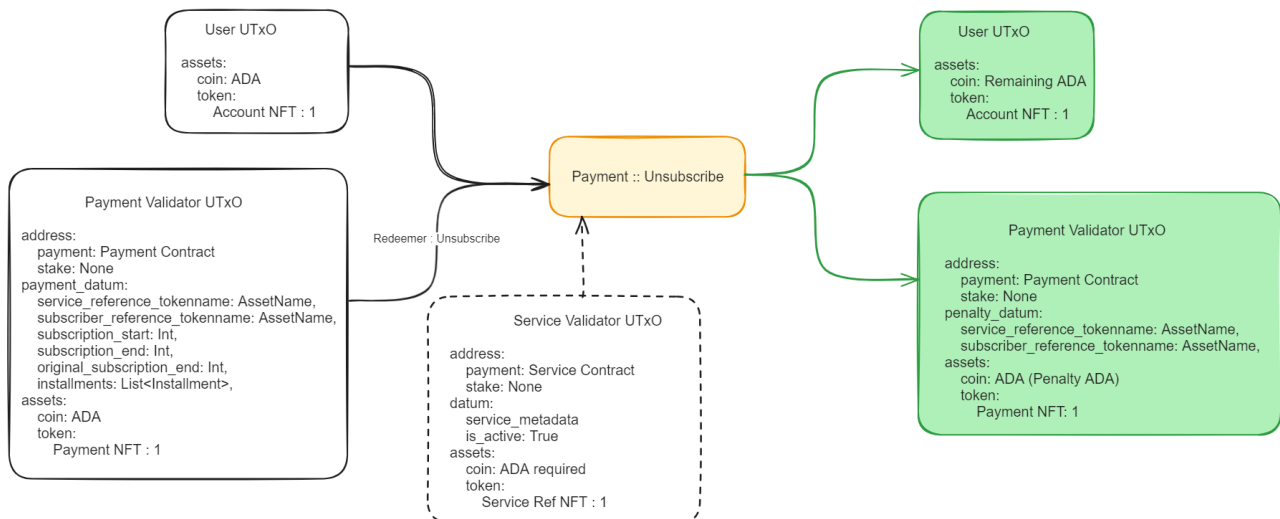 User UTxO
assets:
coin: ADA
token:
Account NFT : 1
Payment Validator UTxO
address:
payment: Payment Contract
stake: None
payment_datum:
service_reference_tokenname: AssetName,
subscriber_reference_tokenname: AssetName,
subscription_start: Int,
subscription_end: Int,
original_subscription_end: Int,
installments: List<Installment>,
assets:
coin: ADA
token:
Payment NFT : 1
Redeemer : Unsubscribe
Payment :: Unsubscribe
Service Validator UTxO
address:
payment: Service Contract
stake: None
datum:
service_metadata
is_active: True
assets:
coin: ADA required
token:
Service Ref NFT : 1
User UTxO
assets:
coin: Remaining ADA
token:
Account NFT : 1
Payment Validator UTxO
address:
payment: Payment Contract
stake: None
penalty_datum:
service_reference_tokenname: AssetName,
subscriber_reference_tokenname: AssetName,
assets:
coin: ADA (Penalty ADA)
token:
Payment NFT: 1